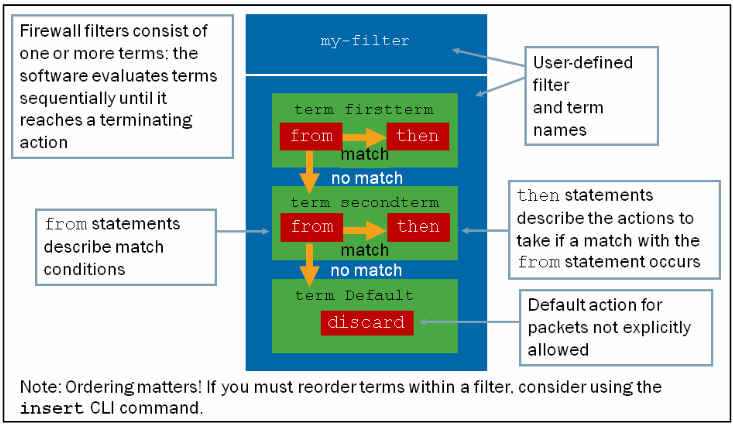 Firewall filters consist of
one or more terms; the
software evaluates terms
sequentially until it
reaches a terminating
action
my-filter
User-defined
filter
and term
names
term firstterm
from
then
match
no match
term secondterm
from
then
match
no match
from statements
describe match
conditions
then statements
describe the actions to
take if a match with the
from statement occurs
term Default
discard
Default action for
packets not explicitly
allowed
Note: Ordering matters! If you must reorder terms within a filter, consider using the
insert CLI command.